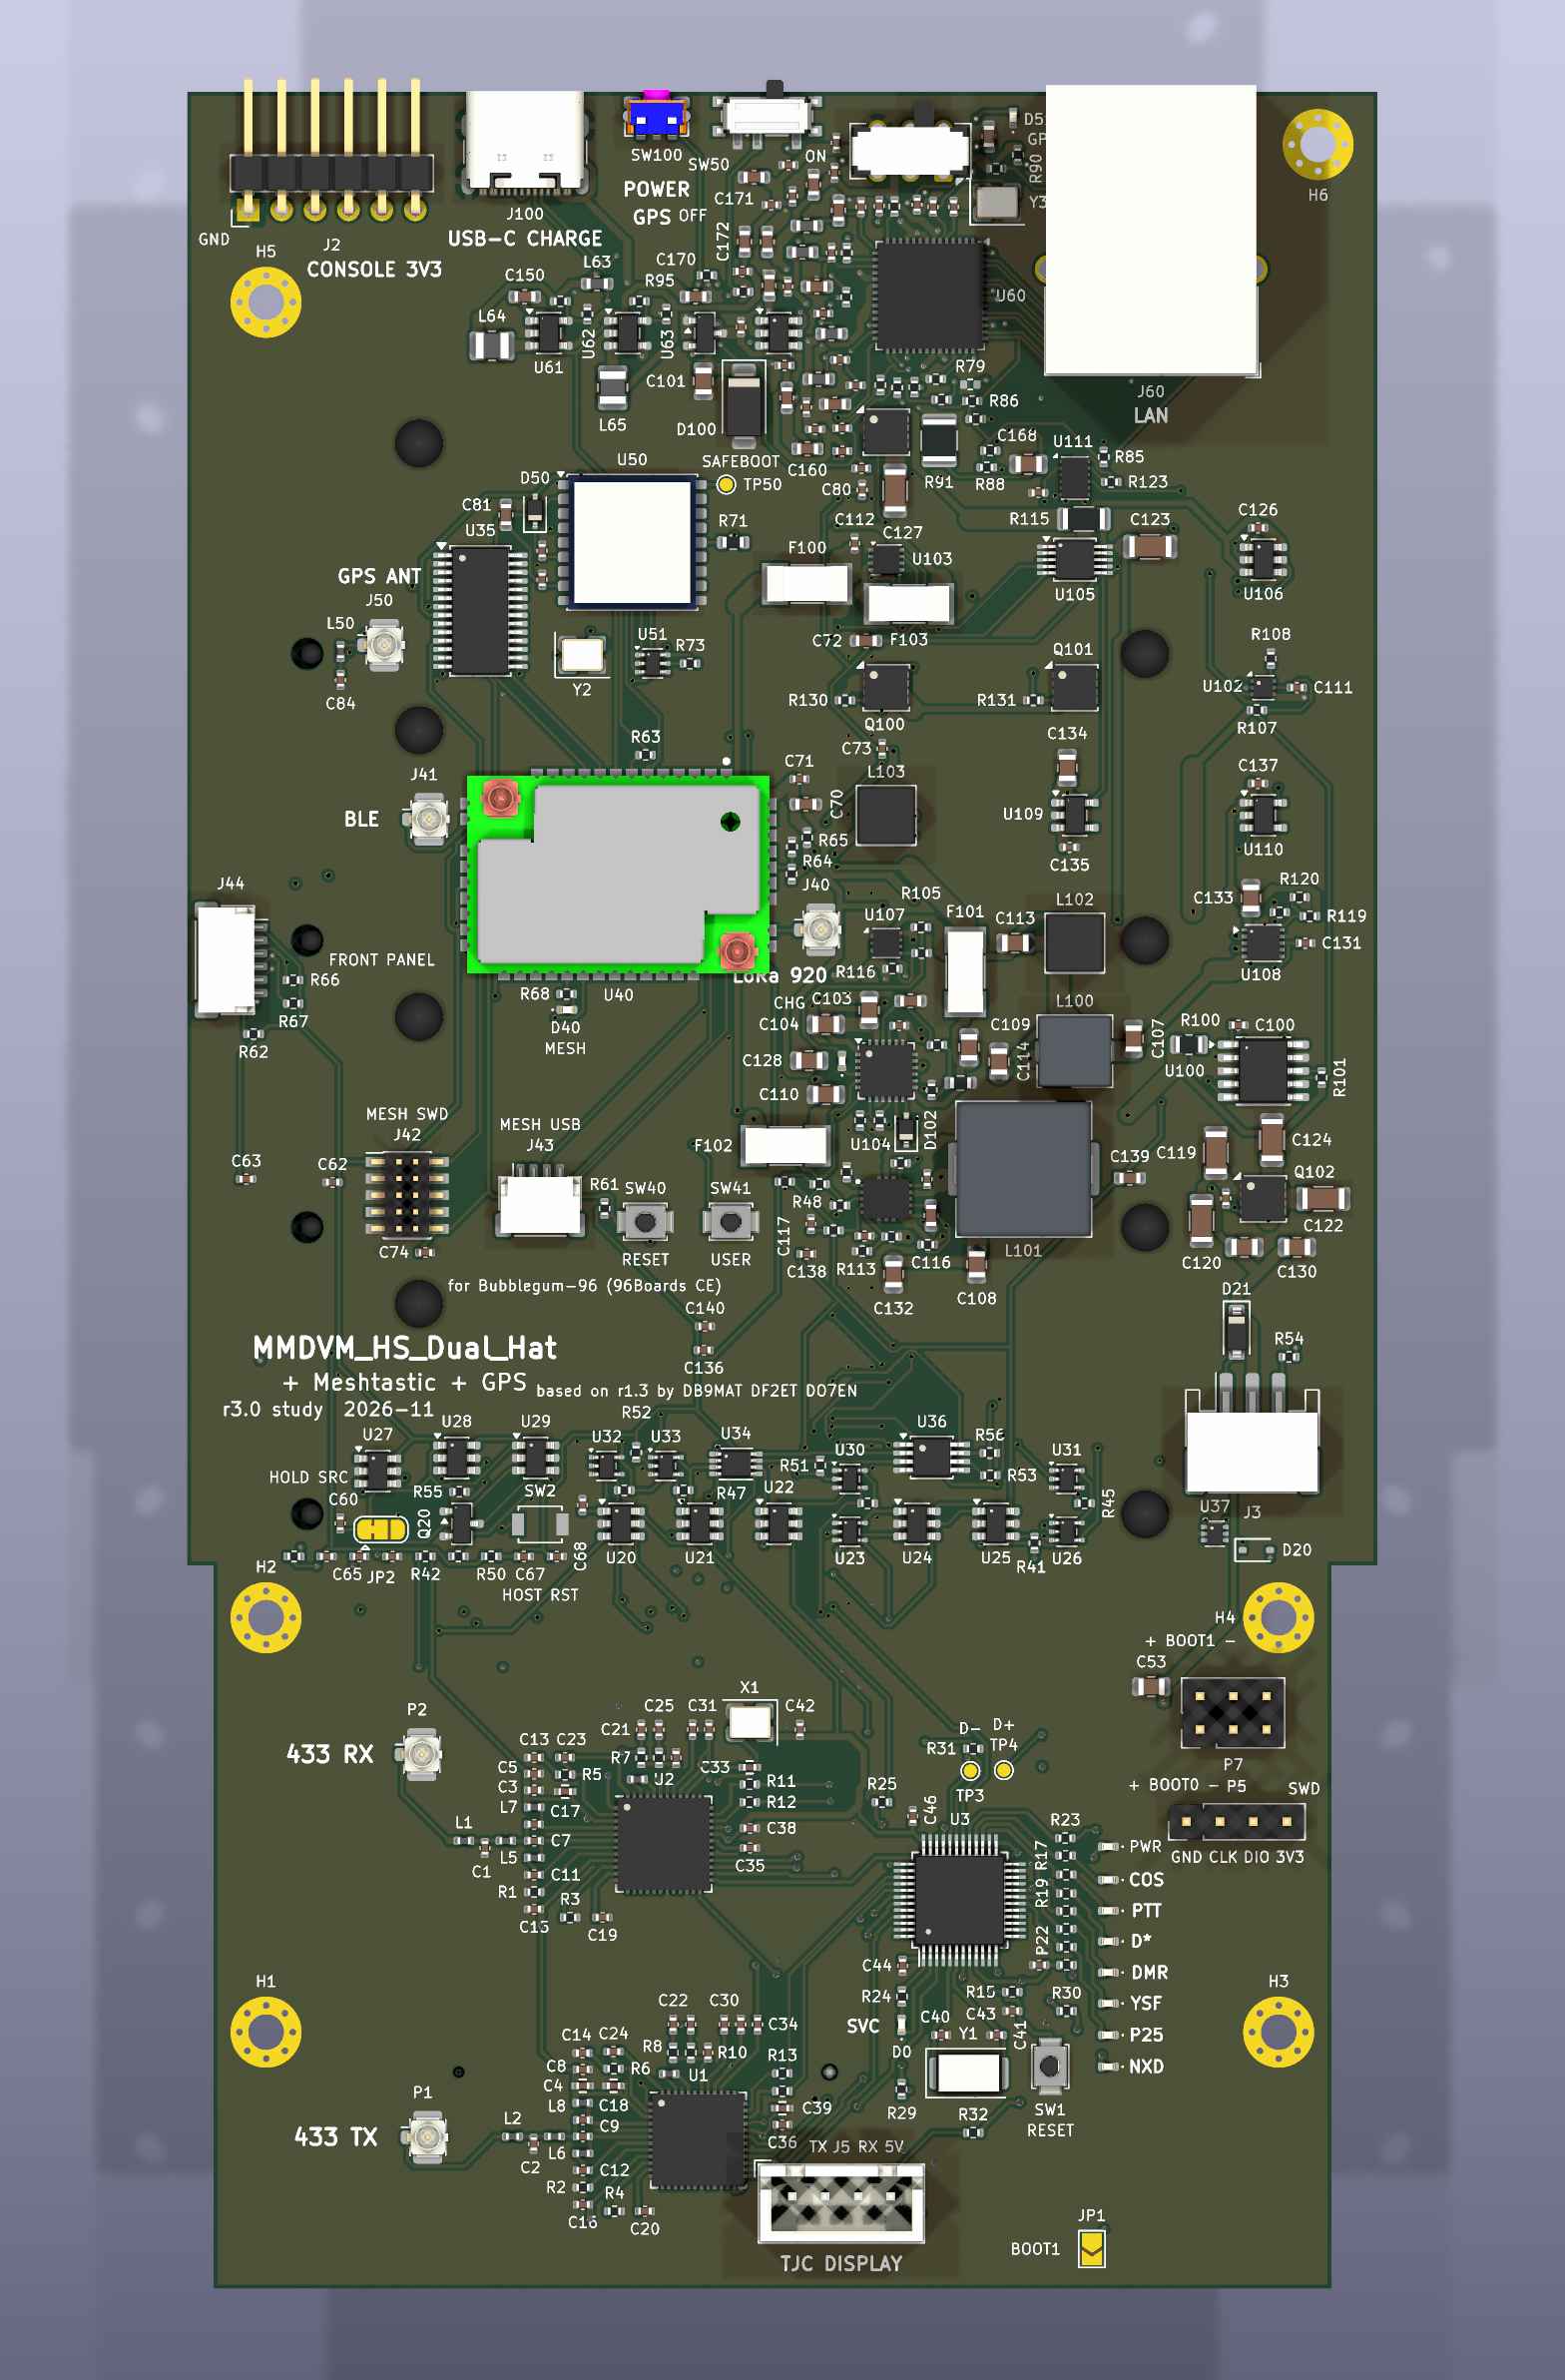 SW100
SW50
ON
D5
GP
R90
POWER
C171
Y3
H6
GND
J2
J100
GPS OFF
H5
USB-C CHARGE
CONSOLE 3V3
C172
L63
C170
C150
R95
U60
L64
U62
U63
U61
R79
C101
J60
R86
LAN
L65
D100
C168
U111
R85
U50
SAFEBOOT
C160
R91
R88
R123
D50
TP50
C80
C81
C112
R115
C123
C126
U35
R71
C127
F100
U103
GPS ANT
J50
U105
U106
L50
U51
R73
C72
F103
R108
Q101
Y2
U102
C111
C84
R130
R131
Q100
R107
R63
C134
C73
J41
C71
L103
C137
BLE
C70
U109
R65
U110
R64
C135
J44
J40
R105
C133
R120
U107
F101
C113
L102
R119
C131
FRONT PANEL
R116
U108
R66
LoRa 920
R68
U40
CHG
C103
L100
R67
D40
C104
C109
R100
C100
R62
MESH
C128
C114
C107
U100
R101
C110
MESH SWD
MESH USB
J42
J43
F102
U104
D102
C124
C119
C139
Q102
C63
C62
R61
SW40
SW41
R48
C117
C122
C74
RESET
USER
C138
R113
C116
L101
C120
C130
for Bubblegum-96 (96Boards CE)
C132
C108
D21
C140
MMDVM_HS_Dual_Hat
C136
R54
+ Meshtastic + GPS
based on r1.3 by DB9MAT DF2ET DO7EN
r3.0 study 2026-11
R52
U27
U28
U29
U32
U33
U34
U36
R56
U30
U31
HOLD SRC
SW2
R51
R53
R55
R47
U22
R45
J3
C60
Q20
U37
C68
U20
U21
U23
U24
U25
U26
D20
H2
C65
JP2
R42
R50
C67
R41
HOST RST
H4
+ BOOT1 -
C53
X1
P2
C25
C31
C42
C21
D-
D+
433 RX
C13
C23
R7
R31
TP4
P7
C5
R5
U2
C33
R11
TP3
+ BOOT0 - P5
SWD
C3
R12
R25
C46
L7
C17
U3
L1
C7
C38
R23
PWR
GND CLK DIO 3V3
C1
L5
C35
R17
C11
COS
R1
R3
R19
PTT
C15
C19
P22
D*
C44
DMR
H1
R24
R15
H3
C22
C30
C34
C40
C43
R30
YSF
SVC
Y1
C41
C14
C24
R8
R10
D0
P25
C8
R6
U1
R13
NXD
P1
C4
L8
C18
C39
R29
R32
SW1
L2
C9
C36
RESET
433 TX
C2
L6
TX J5 RX 5V
C12
R2
R4
C16
C20
JP1
BOOT1
TJC DISPLAY